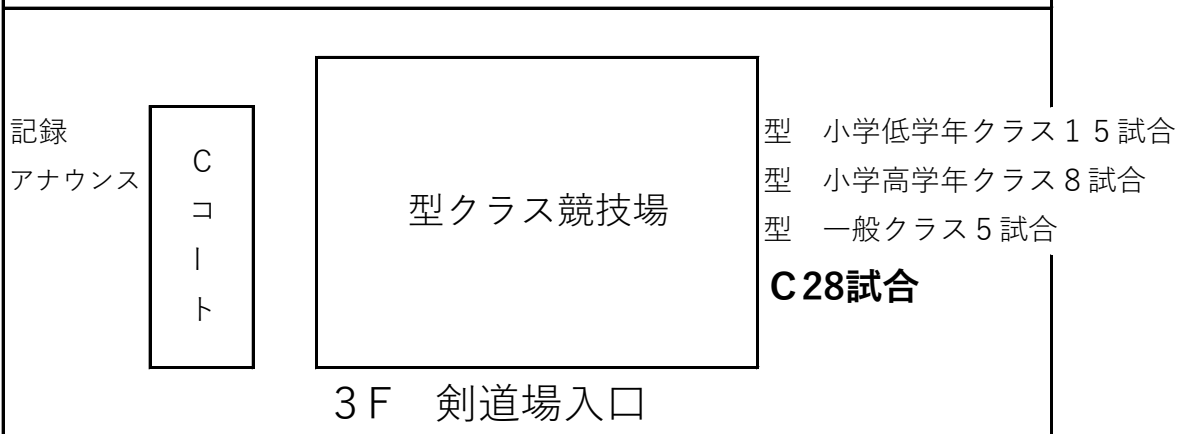 記録
アナウンス
Cコート
型クラス競技場
型　小学低学年クラス１５試合
型　小学高学年クラス８試合
型　一般クラス５試合
C28試合
３F　剣道場入口